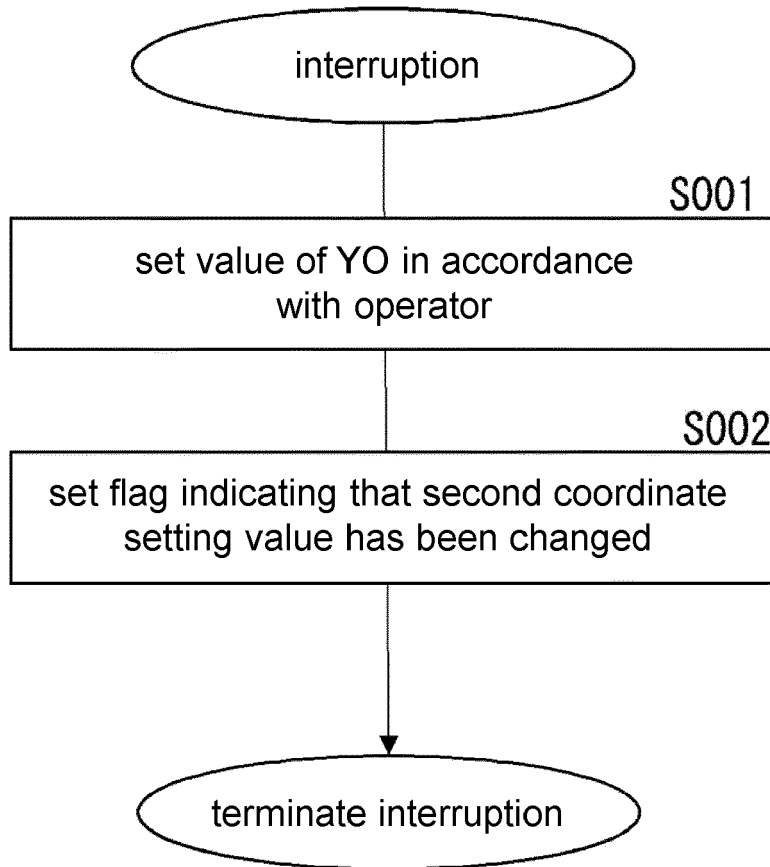 interruption
S001
set value of YO in accordance
with operator
S002
set flag indicating that second coordinate
setting value has been changed
terminate interruption